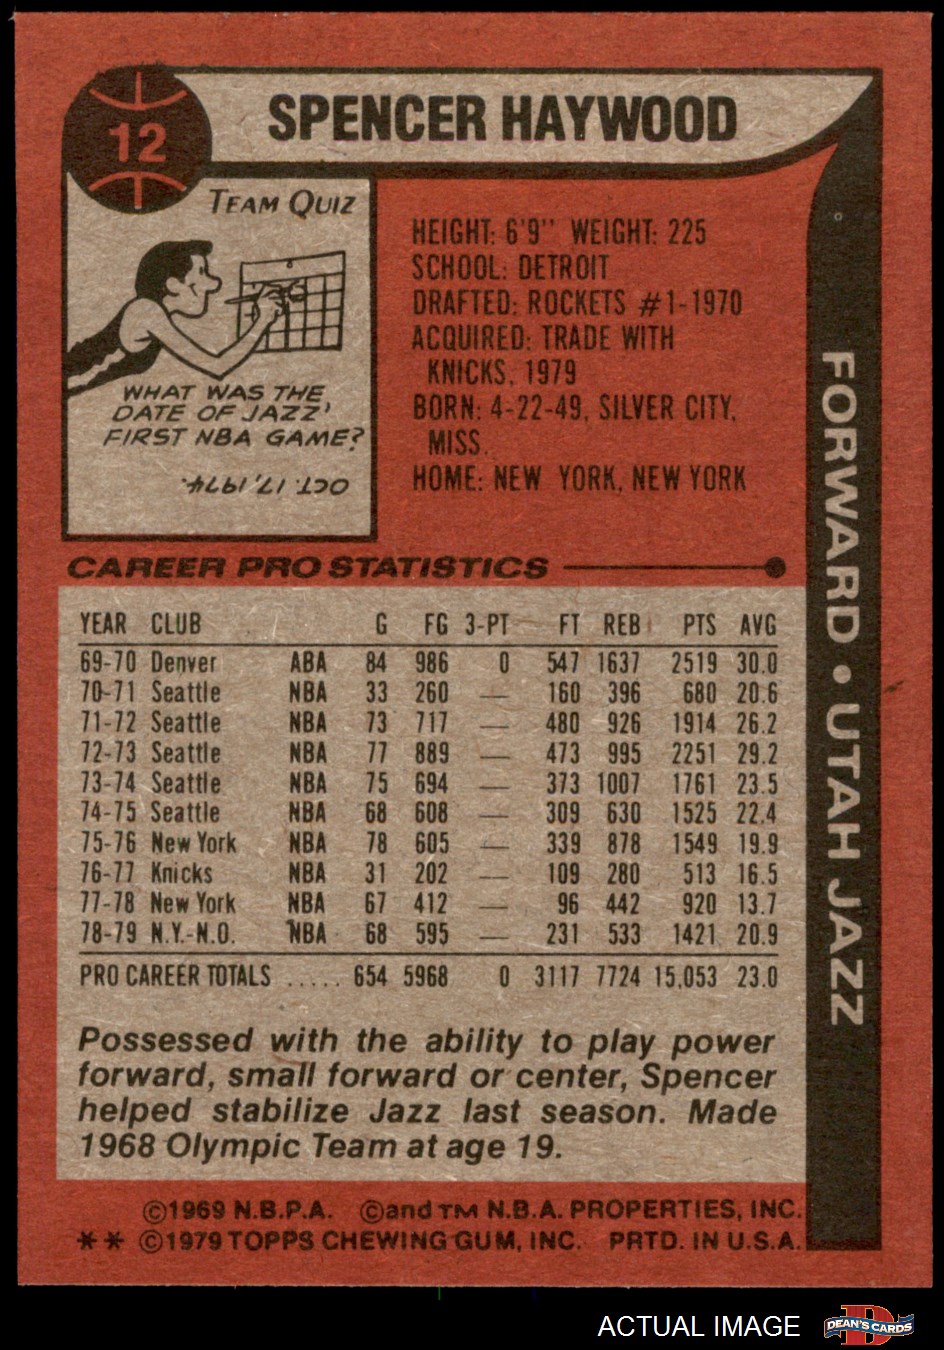 12
SPENCER HAYWOOD
TEAM QUIZ
WHAT WAS THE
DATE OF JAZZ'
FIRST NBA GAME?
OCT. 17, 1974.
HEIGHT: 6'9" WEIGHT: 225
SCHOOL: DETROIT
DRAFTED: ROCKETS #1-1970
ACQUIRED: TRADE WITH
KNICKS, 1979
BORN: 4-22-49, SILVER CITY,
MISS.
HOME: NEW YORK, NEW YORK
FORWARD • UTAH JAZZ
CAREER PRO STATISTICS
YEAR CLUB G FG 3-PT FT REB PTS AVG
69-70 Denver ABA 84 986 0 547 1637 2519 30.0
70-71 Seattle NBA 33 260 — 160 396 680 20.6
71-72 Seattle NBA 73 717 — 480 926 1914 26.2
72-73 Seattle NBA 77 889 — 473 995 2251 29.2
73-74 Seattle NBA 75 694 — 373 1007 1761 23.5
74-75 Seattle NBA 68 608 — 309 630 1525 22.4
75-76 New York NBA 78 605 — 339 878 1549 19.9
76-77 Knicks NBA 31 202 — 109 280 513 16.5
77-78 New York NBA 67 412 — 96 442 920 13.7
78-79 N.Y.-N.O. NBA 68 595 — 231 533 1421 20.9
PRO CAREER TOTALS ..... 654 5968 0 3117 7724 15,053 23.0
Possessed with the ability to play power
forward, small forward or center, Spencer
helped stabilize Jazz last season. Made
1968 Olympic Team at age 19.
©1969 N.B.P.A. ©and TM N.B.A. PROPERTIES, INC.
** ©1979 TOPPS CHEWING GUM, INC. PRTD. IN U.S.A.
ACTUAL IMAGE
DEAN'S CARDS